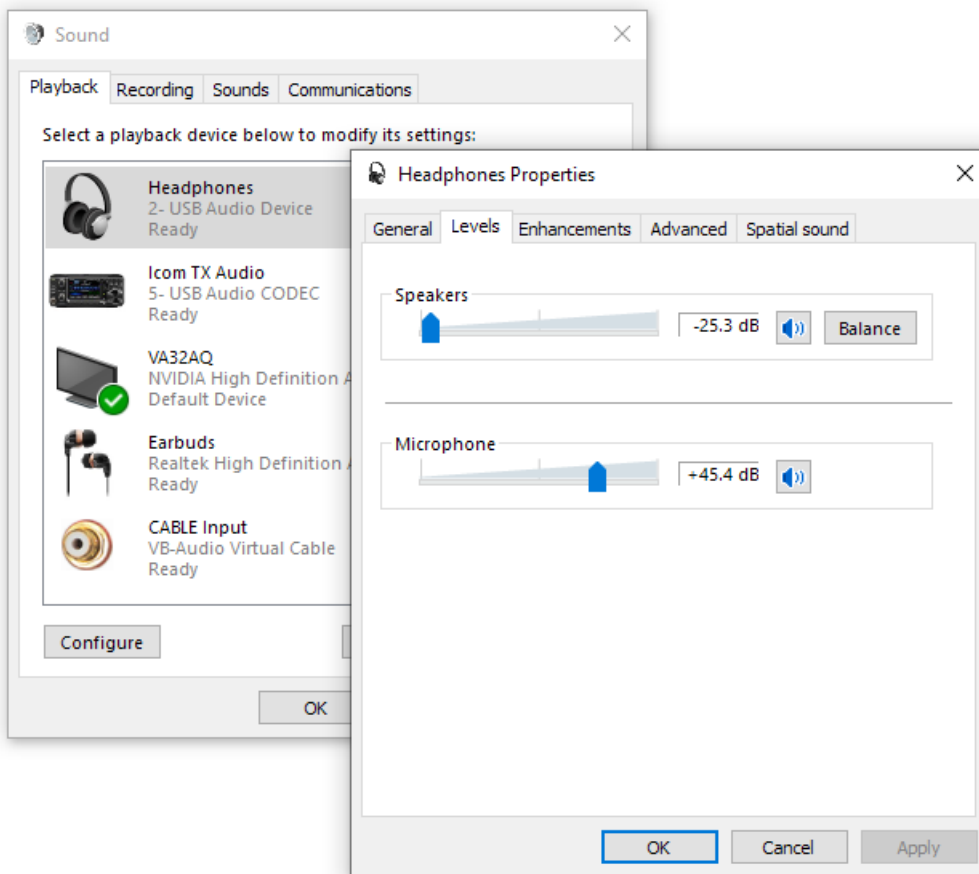 Sound
Playback Recording Sounds Communications
Select a playback device below to modify its settings:
Headphones
2- USB Audio Device
Ready
Icom TX Audio
5- USB Audio CODEC
Ready
VA32AQ
NVIDIA High Definition A
Default Device
Earbuds
Realtek High Definition A
Ready
CABLE Input
VB-Audio Virtual Cable
Ready
Configure
OK
Headphones Properties
General Levels Enhancements Advanced Spatial sound
Speakers
-25.3 dB Balance
Microphone
+45.4 dB
OK Cancel Apply